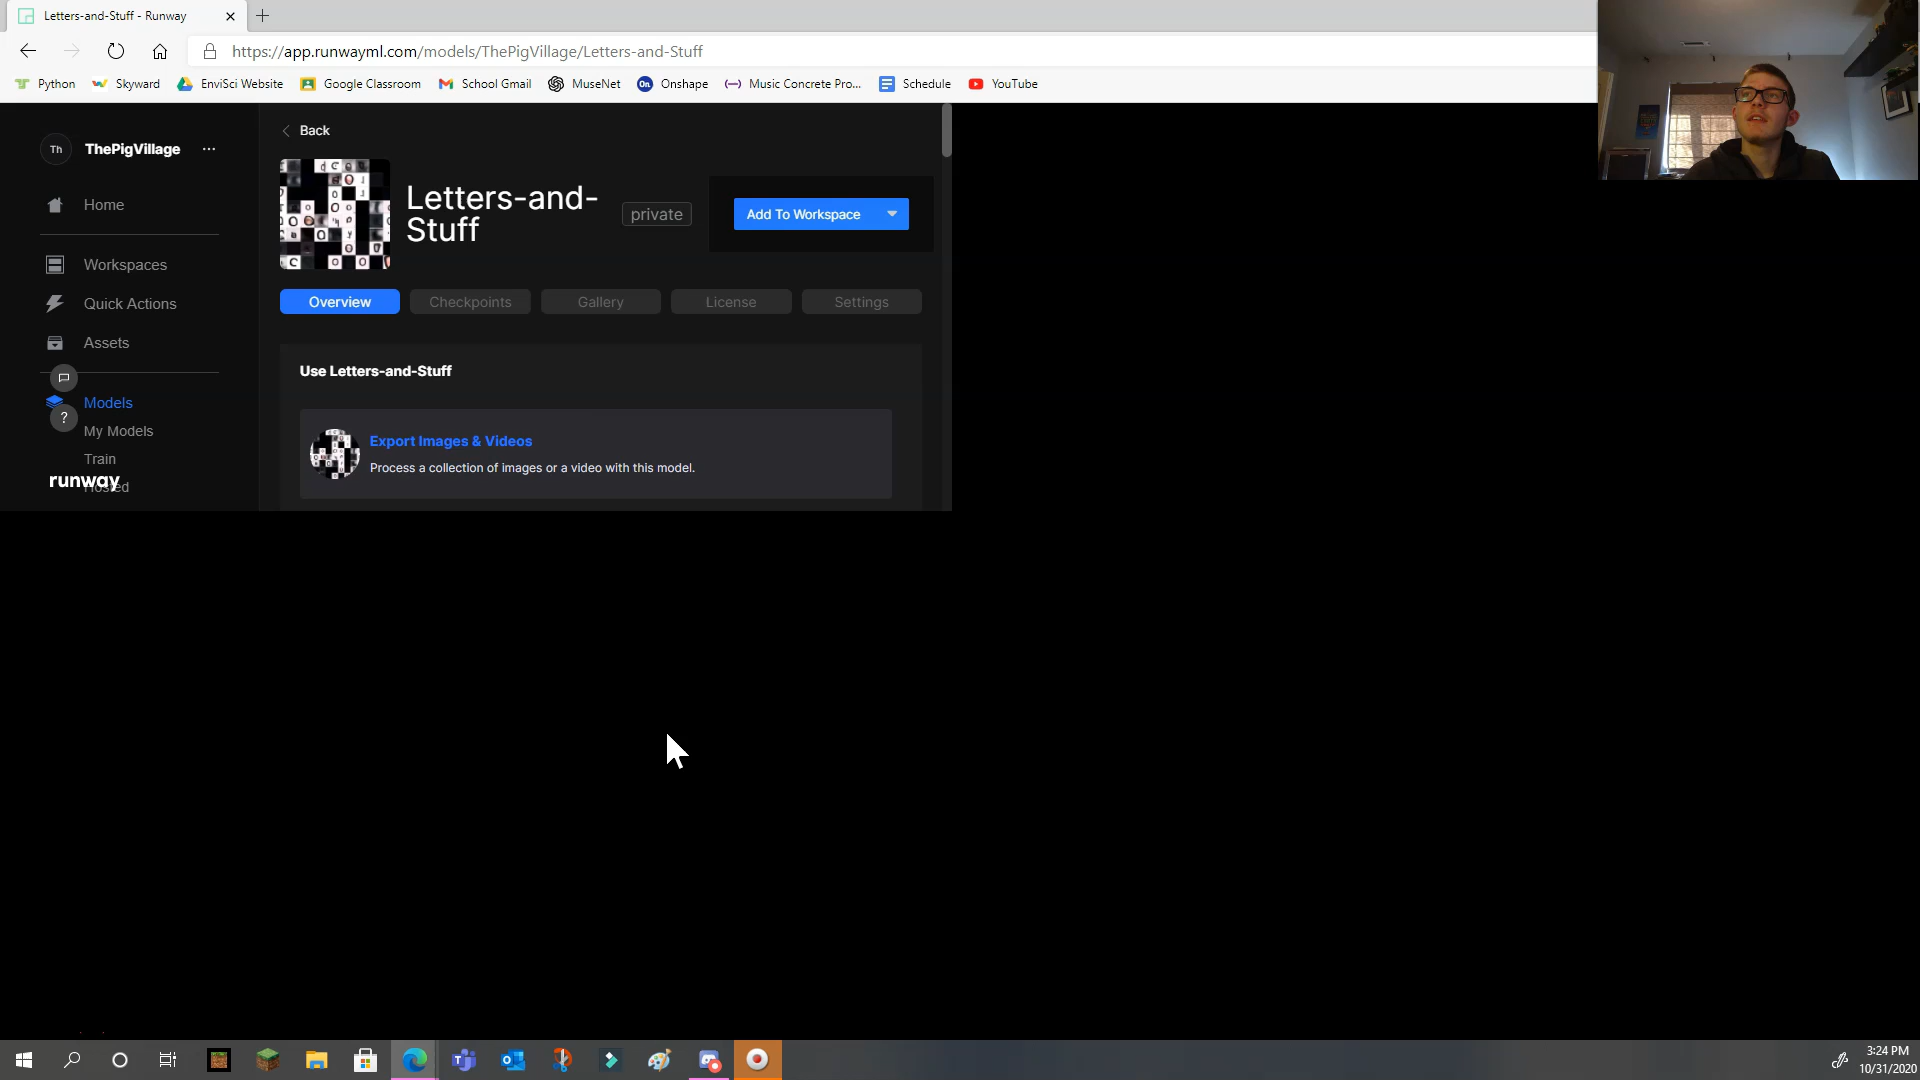 Letters-and-Stuff - Runway
https://app.runwayml.com/models/ThePigVillage/Letters-and-Stuff
Python Skyward EnviSci Website Google Classroom School Gmail MuseNet On Onshape Music Concrete Pro... Schedule YouTube
Th ThePigVillage ...
Home
Workspaces
Quick Actions
Assets
Models
?
My Models
Train
Hosted
runway
Back
Letters-and-
Stuff
private
Add To Workspace
Overview Checkpoints Gallery License Settings
Use Letters-and-Stuff
Export Images & Videos
Process a collection of images or a video with this model.
3:24 PM
10/31/2020